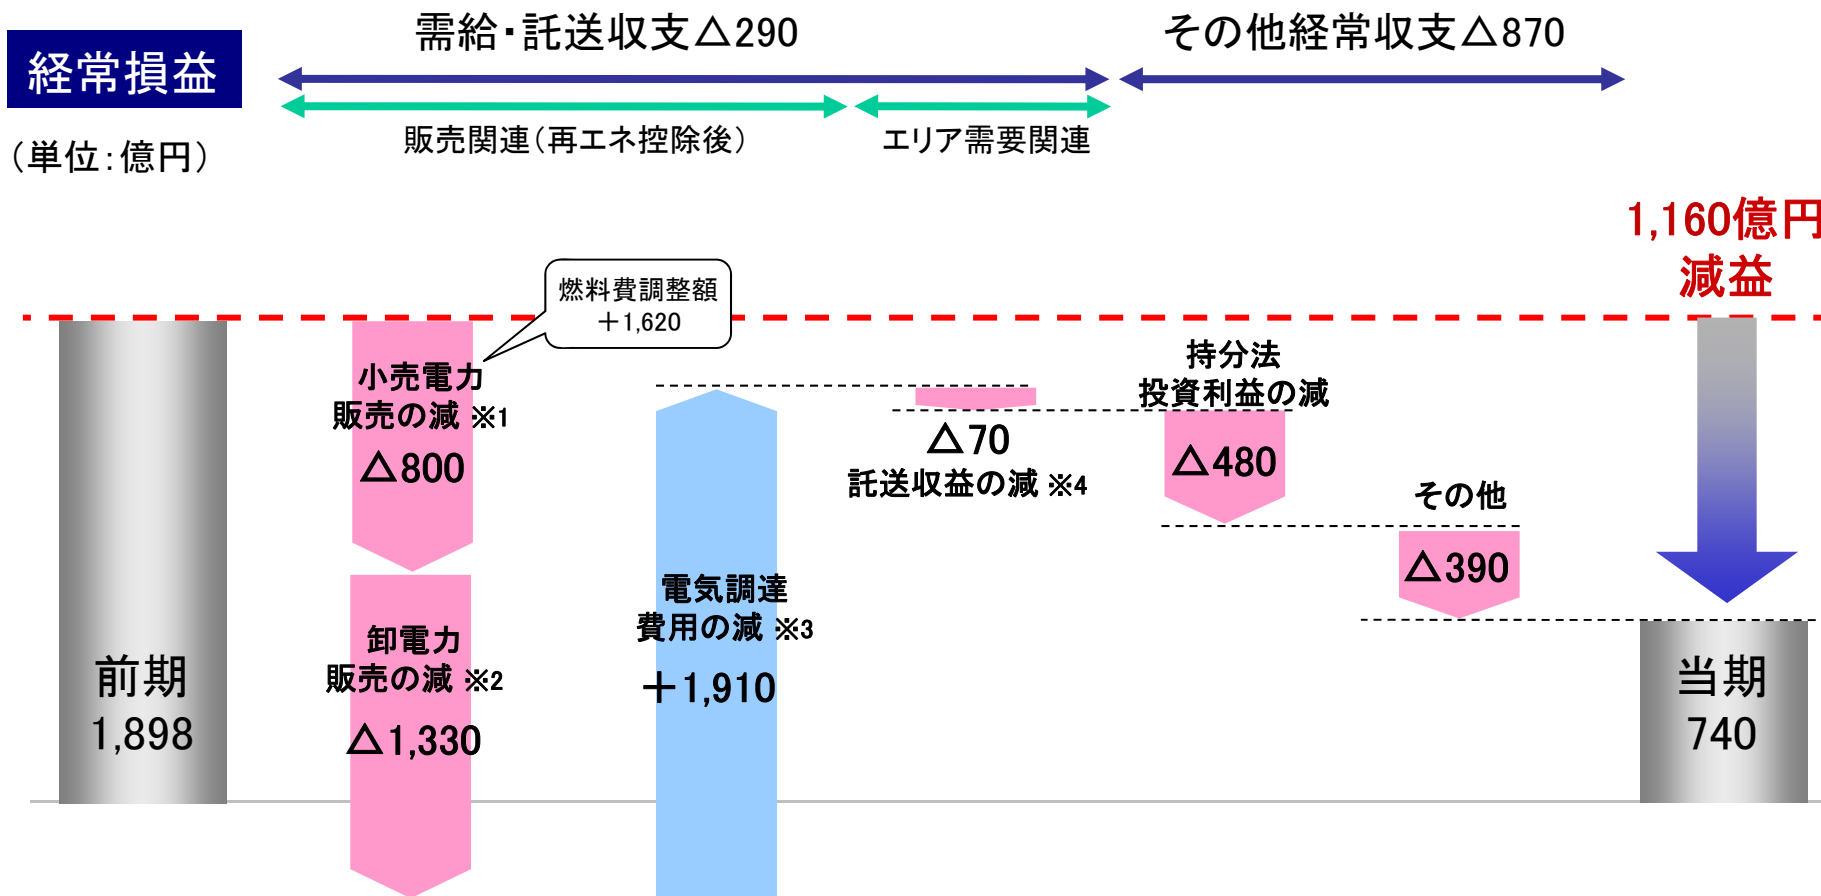 経常損益
(単位:億円)
需給・託送収支△290
その他経常収支△870
販売関連(再エネ控除後)
エリア需要関連
1,160億円
減益
燃料費調整額
+1,620
小売電力
販売の減 ※1
△800
卸電力
販売の減 ※2
△1,330
電気調達
費用の減 ※3
+1,910
△70
託送収益の減 ※4
持分法
投資利益の減
△480
その他
△390
前期
1,898
当期
740